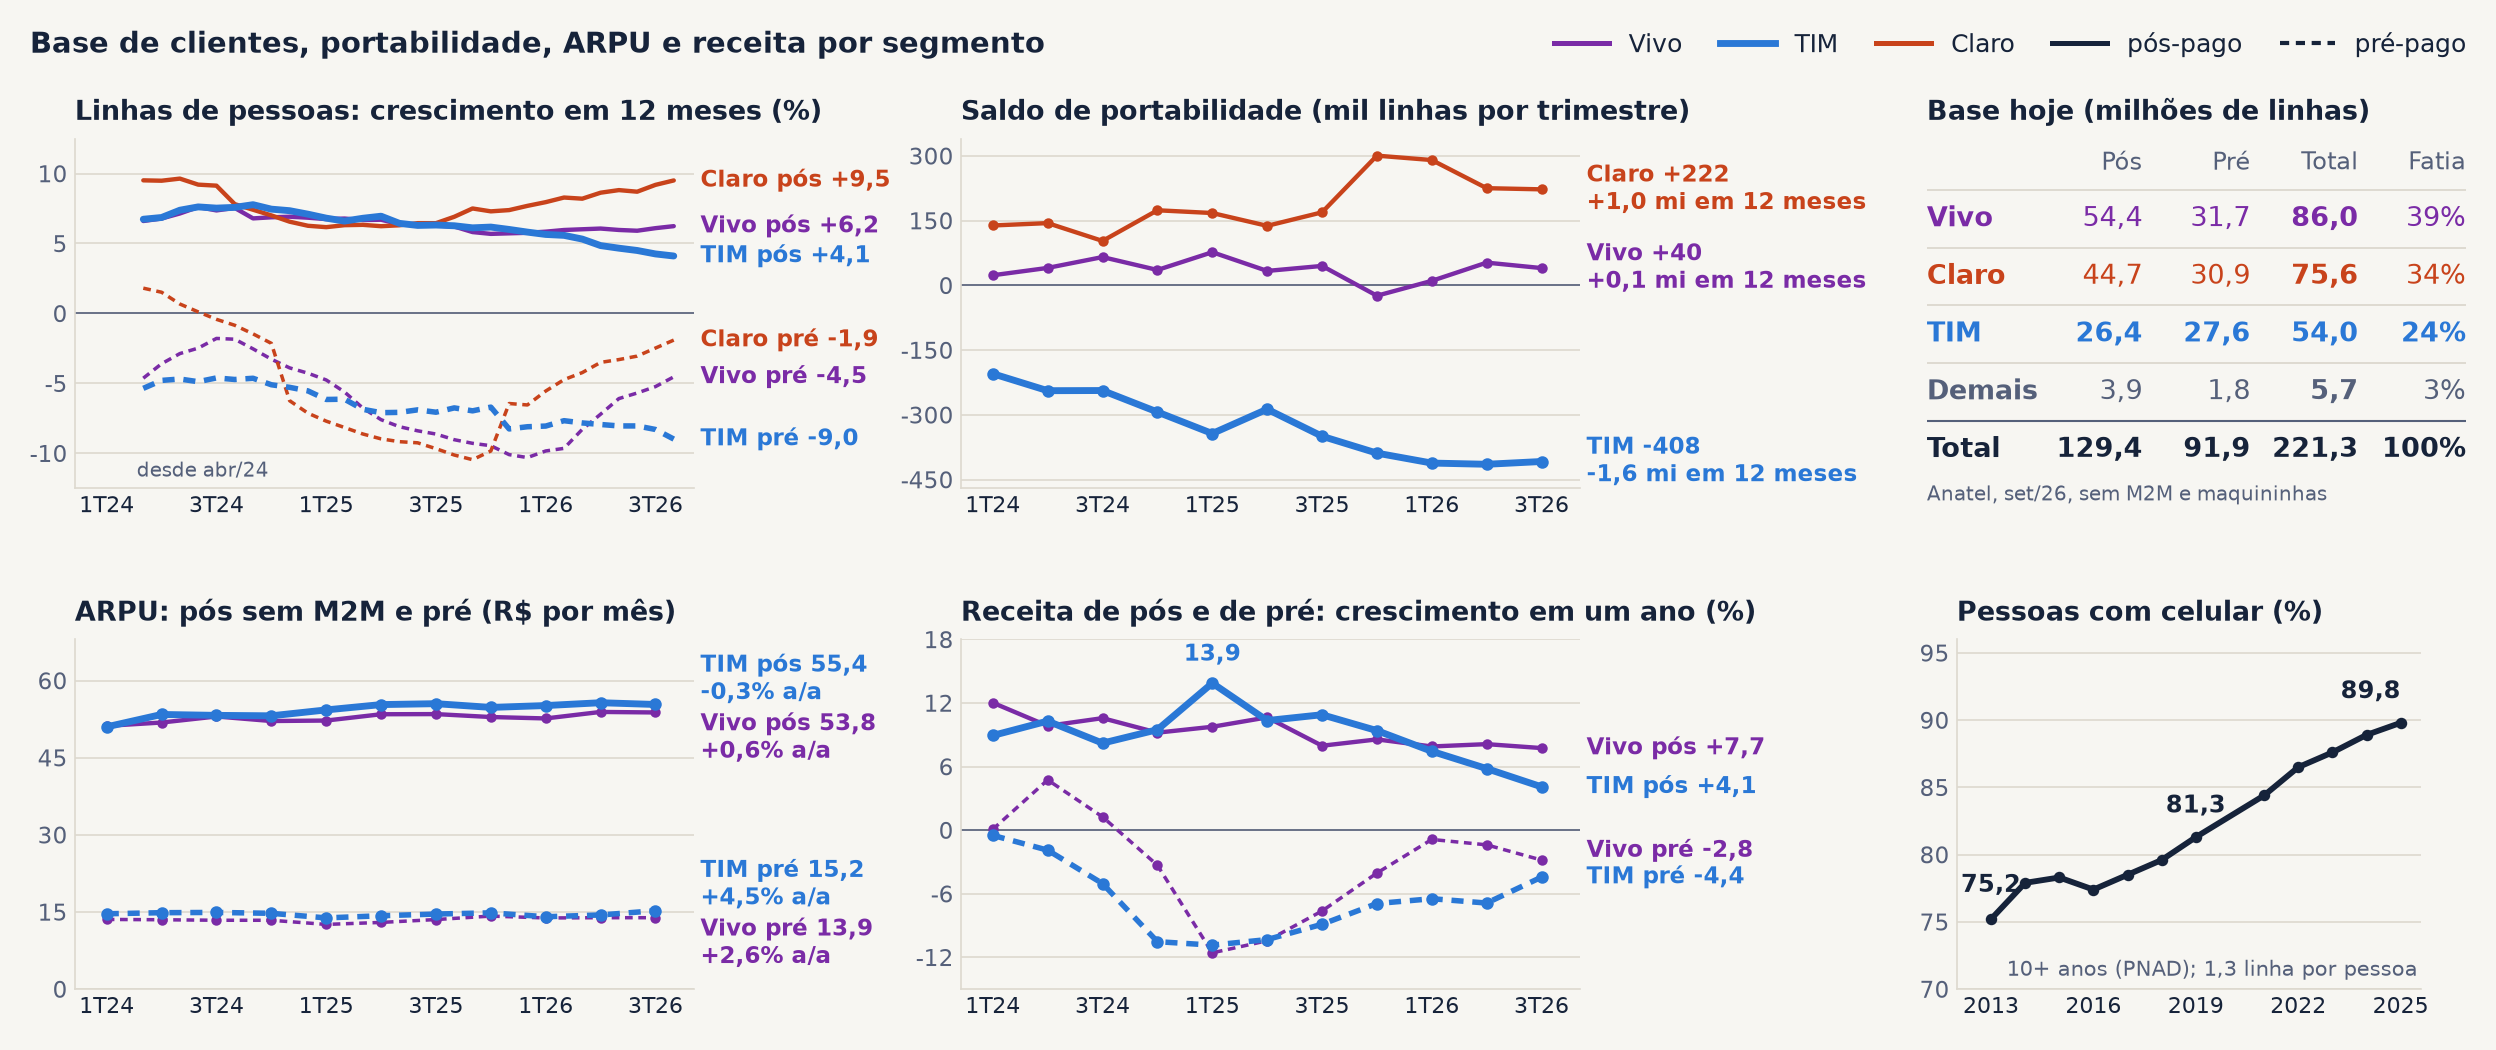 Base de clientes, portabilidade, ARPU e receita por segmento
Vivo
TIM
Claro
pós-pago
pré-pago
Linhas de pessoas: crescimento em 12 meses (%)
10
5
0
-5
-10
Claro pós +9,5
Vivo pós +6,2
TIM pós +4,1
Claro pré -1,9
Vivo pré -4,5
TIM pré -9,0
desde abr/24
1T24 3T24 1T25 3T25 1T26 3T26
Saldo de portabilidade (mil linhas por trimestre)
300
150
0
-150
-300
-450
Claro +222
+1,0 mi em 12 meses
Vivo +40
+0,1 mi em 12 meses
TIM -408
-1,6 mi em 12 meses
1T24 3T24 1T25 3T25 1T26 3T26
Base hoje (milhões de linhas)
Pós Pré Total Fatia
Vivo 54,4 31,7 86,0 39%
Claro 44,7 30,9 75,6 34%
TIM 26,4 27,6 54,0 24%
Demais 3,9 1,8 5,7 3%
Total 129,4 91,9 221,3 100%
Anatel, set/26, sem M2M e maquininhas
ARPU: pós sem M2M e pré (R$ por mês)
60
45
30
15
0
TIM pós 55,4
-0,3% a/a
Vivo pós 53,8
+0,6% a/a
TIM pré 15,2
+4,5% a/a
Vivo pré 13,9
+2,6% a/a
1T24 3T24 1T25 3T25 1T26 3T26
Receita de pós e de pré: crescimento em um ano (%)
18
12
6
0
-6
-12
13,9
Vivo pós +7,7
TIM pós +4,1
Vivo pré -2,8
TIM pré -4,4
1T24 3T24 1T25 3T25 1T26 3T26
Pessoas com celular (%)
95
90
85
80
75
70
89,8
81,3
75,2
10+ anos (PNAD); 1,3 linha por pessoa
2013 2016 2019 2022 2025